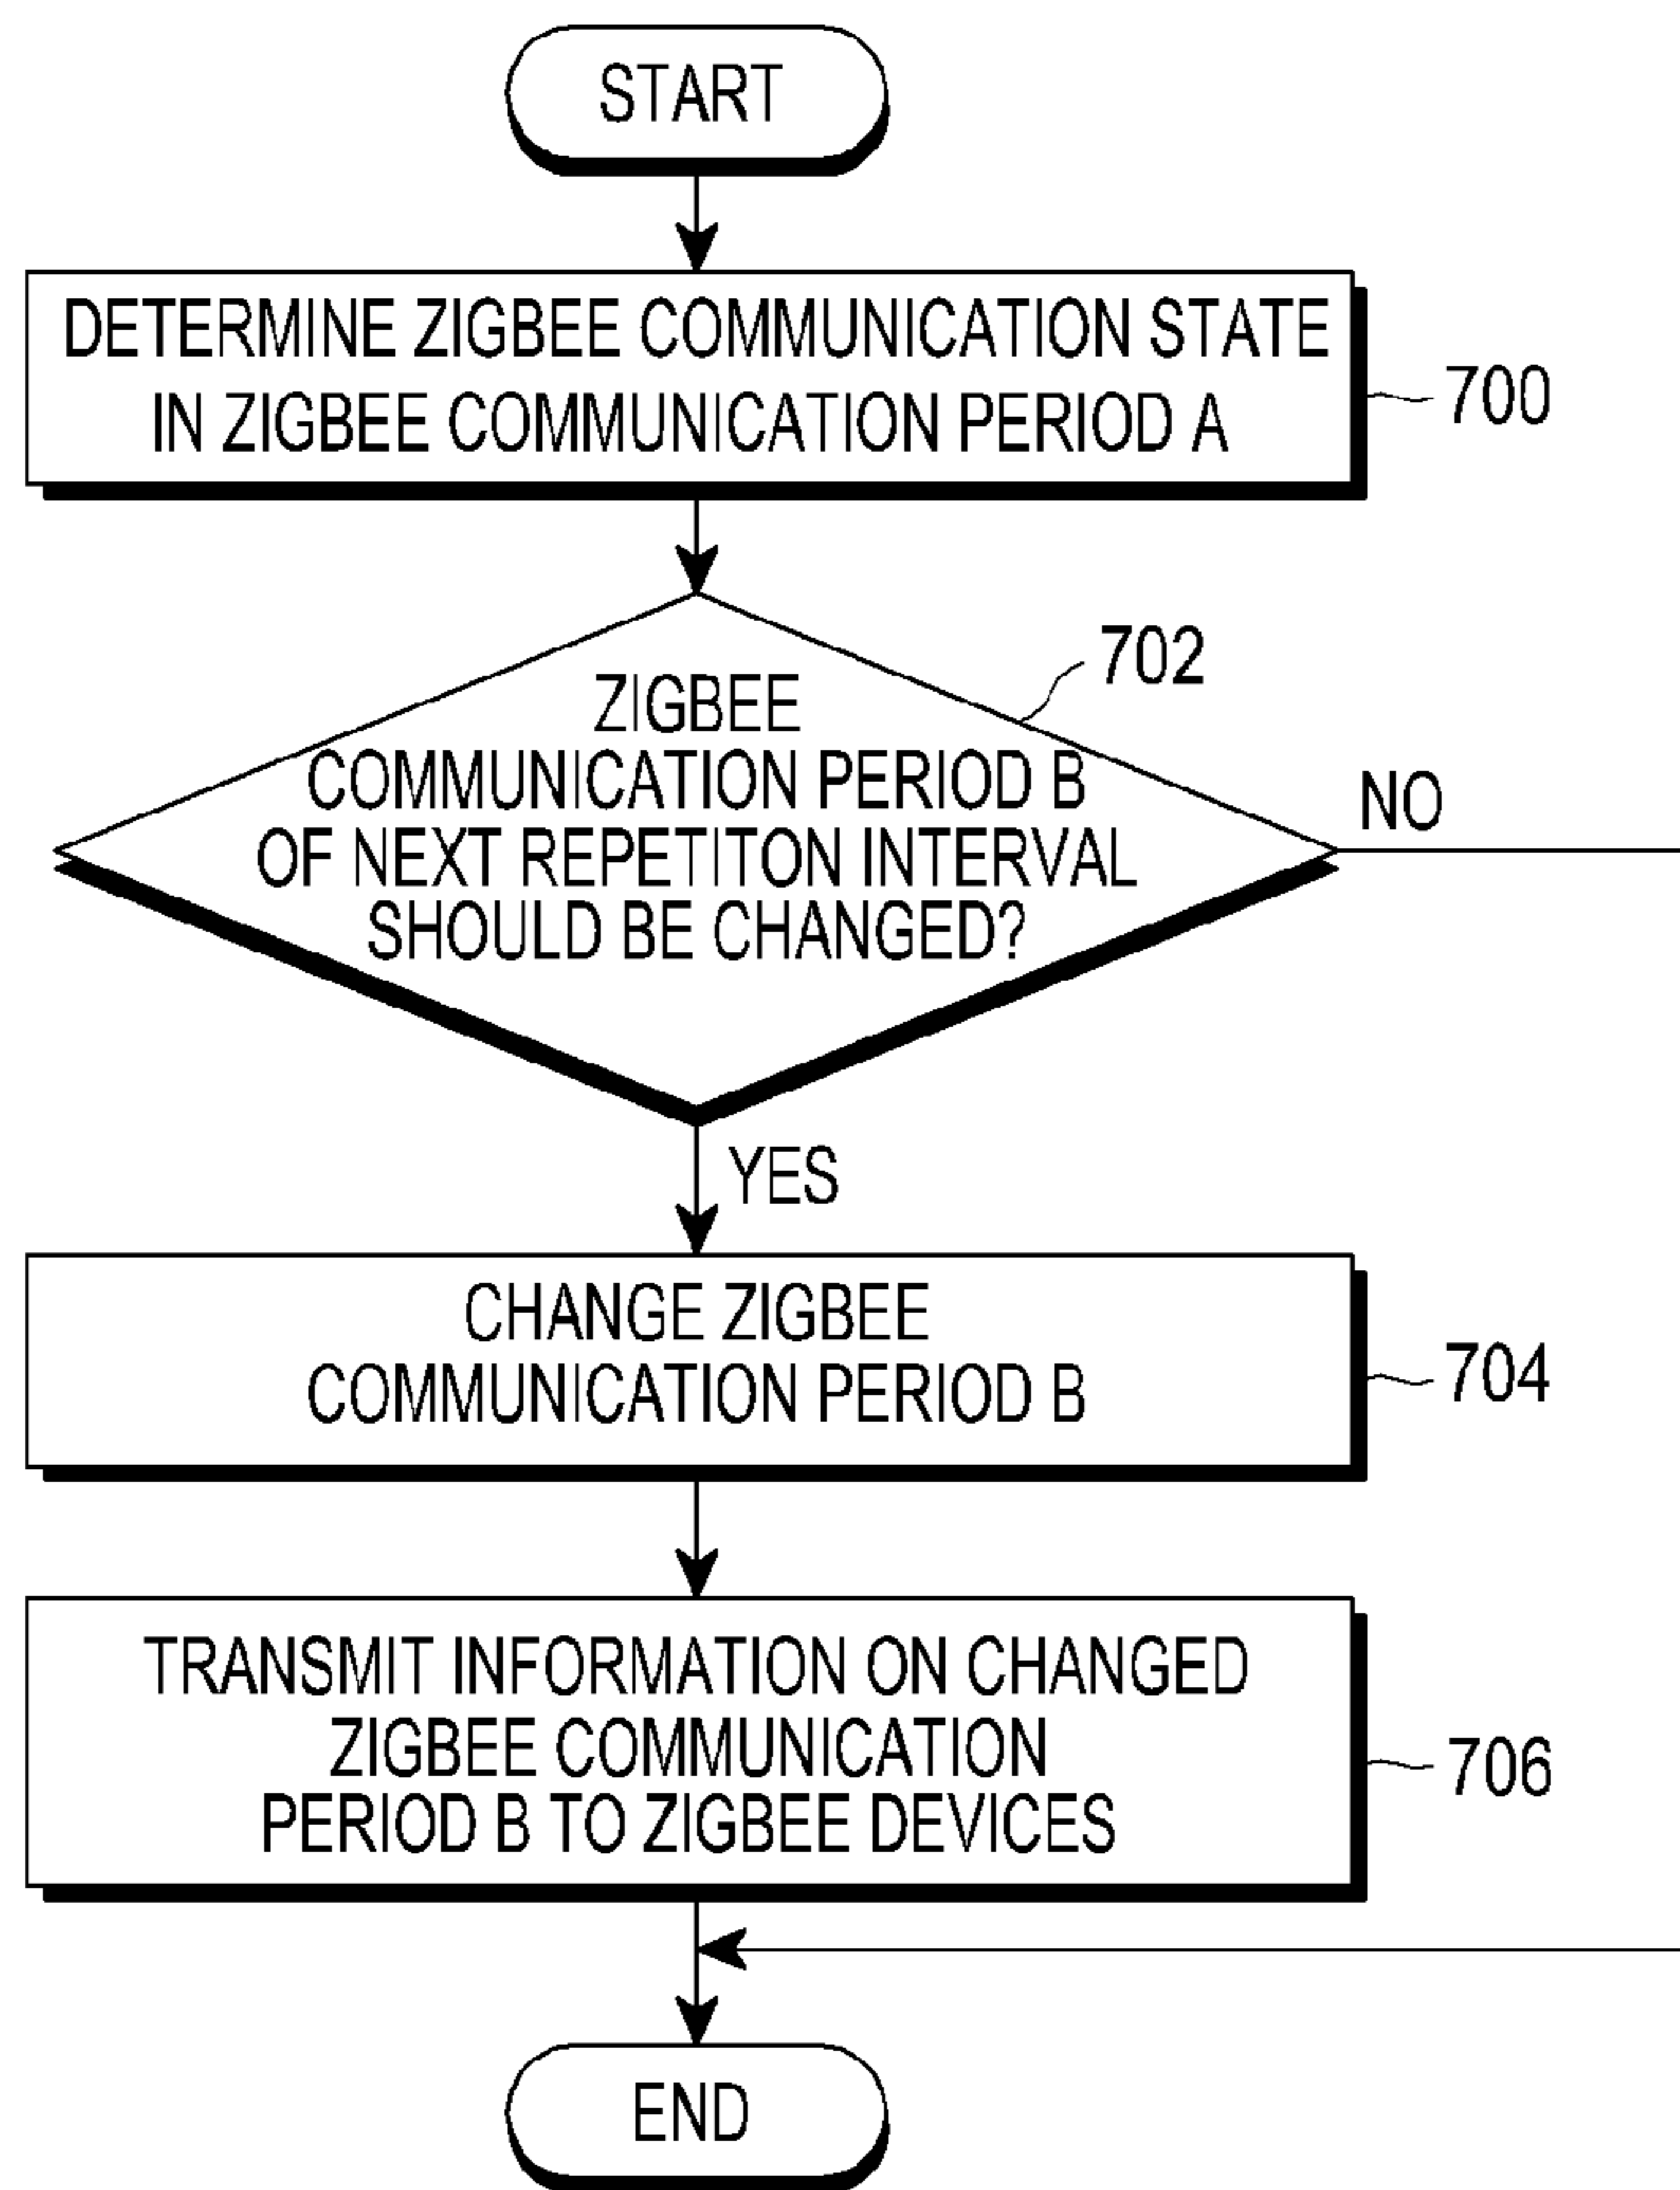 START
DETERMINE ZIGBEE COMMUNICATION STATE
IN ZIGBEE COMMUNICATION PERIOD A
700
702
ZIGBEE
COMMUNICATION PERIOD B
OF NEXT REPETITON INTERVAL
SHOULD BE CHANGED?
NO
YES
CHANGE ZIGBEE
COMMUNICATION PERIOD B
704
TRANSMIT INFORMATION ON CHANGED
ZIGBEE COMMUNICATION
PERIOD B TO ZIGBEE DEVICES
706
END